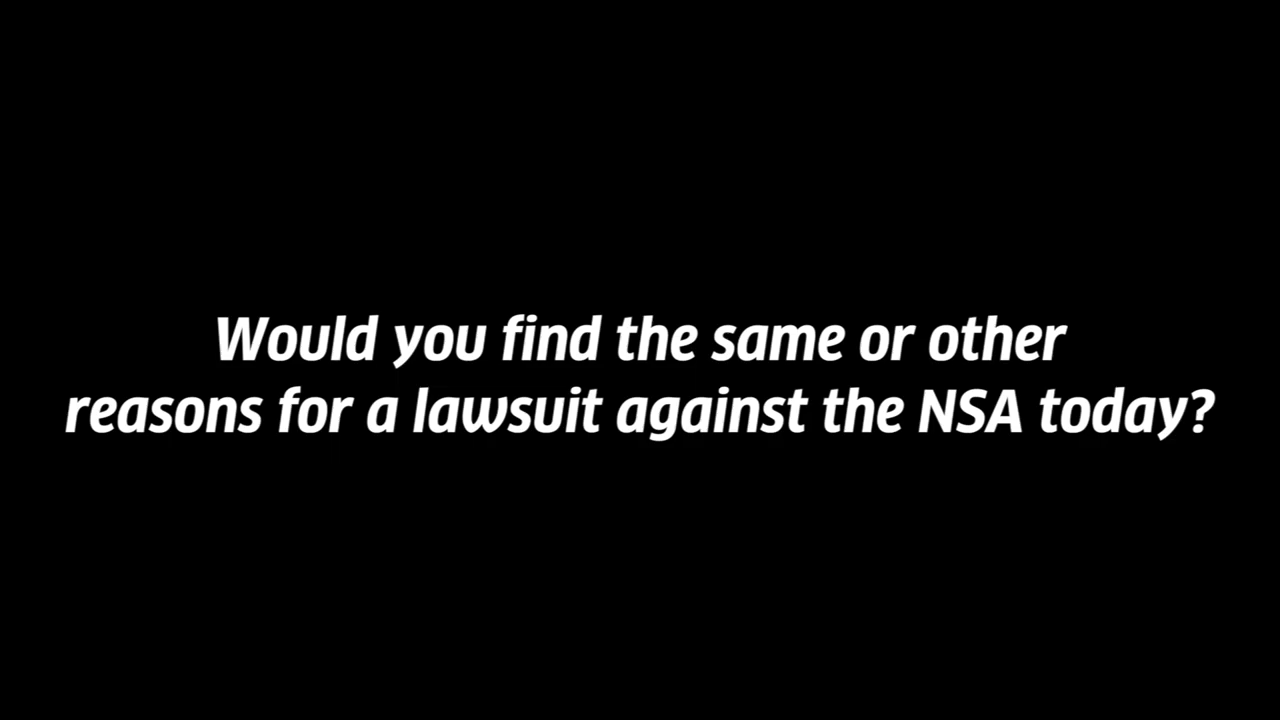 Would you find the same or other
reasons for a lawsuit against the NSA today?